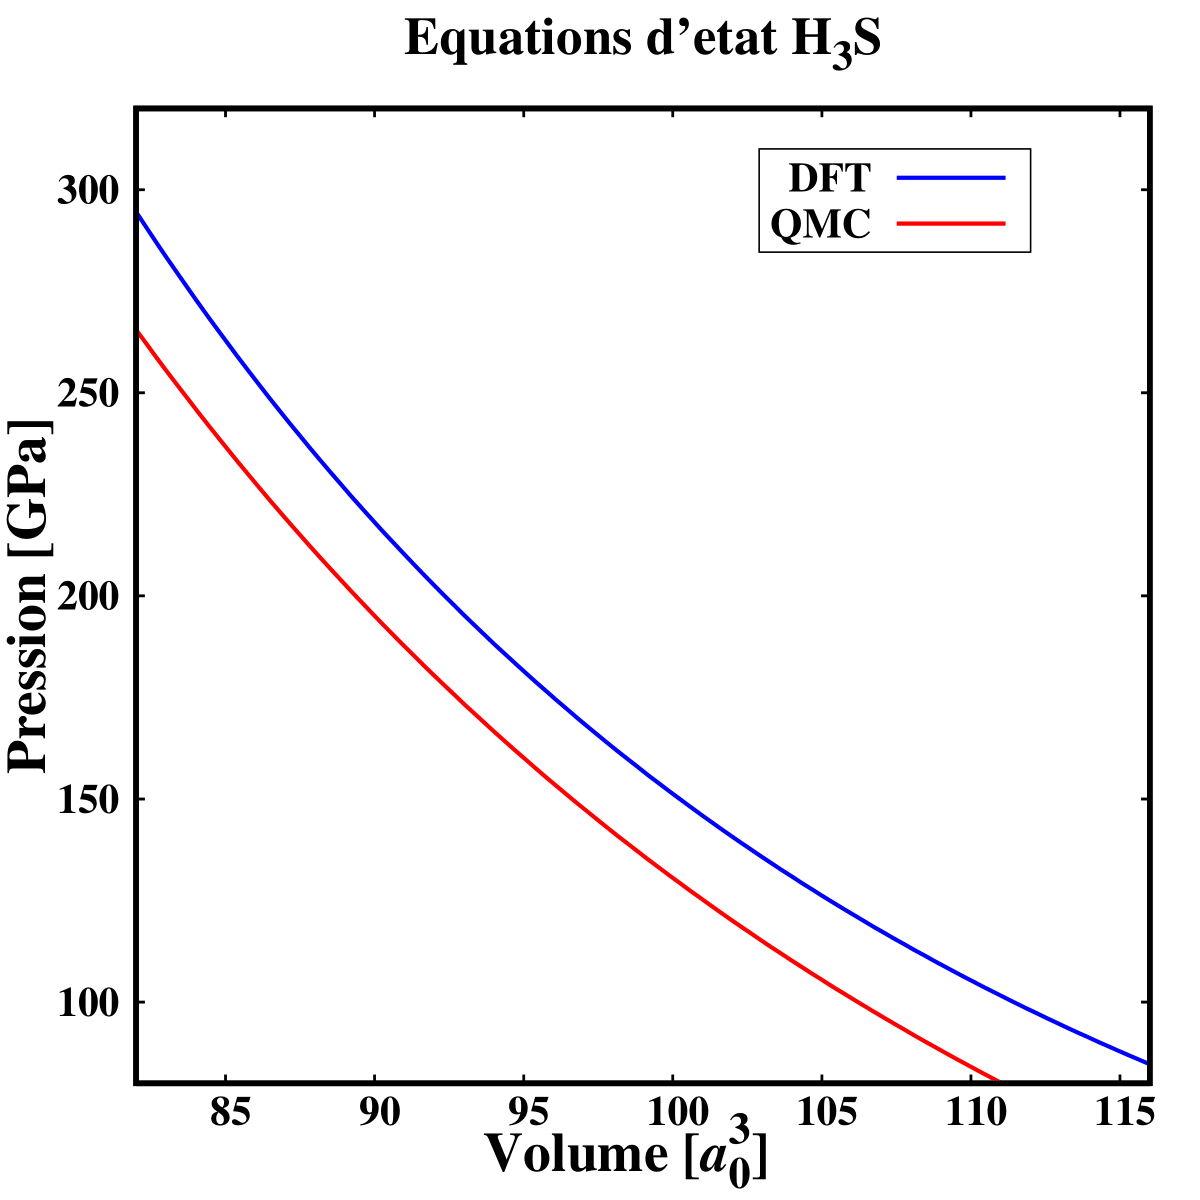 Equations d’etat H₃S
DFT
QMC
300
250
200
150
100
Pression [GPa]
85 90 95 100 105 110 115
Volume [a₀³]